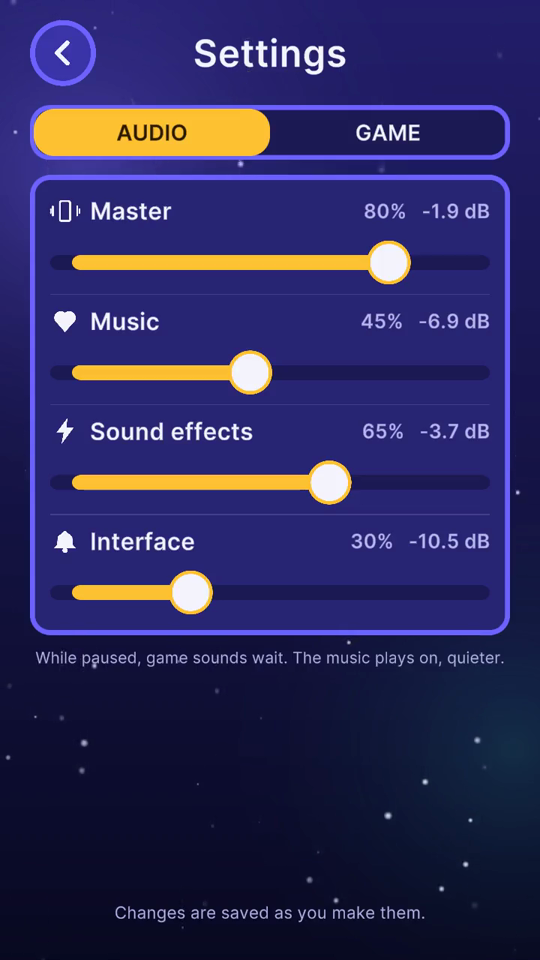 Settings
AUDIO GAME
Master 80% -1.9 dB
Music 45% -6.9 dB
Sound effects 65% -3.7 dB
Interface 30% -10.5 dB
While paused, game sounds wait. The music plays on, quieter.
Changes are saved as you make them.